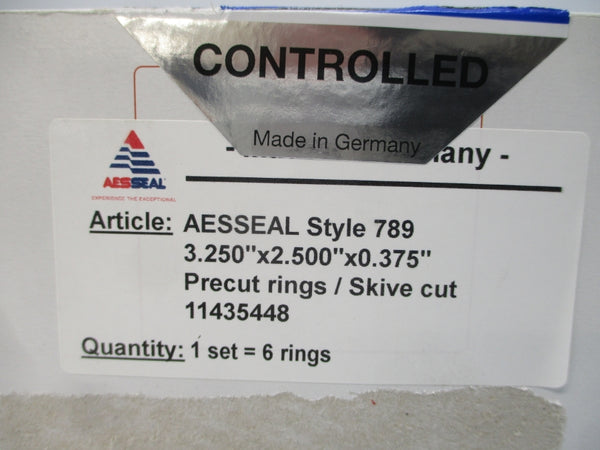 CONTROLLED
Made in Germany
any -
AESSEAL
EXPERIENCE THE EXCEPTIONAL
Article: AESSEAL Style 789
3.250"x2.500"x0.375"
Precut rings / Skive cut
11435448
Quantity: 1 set = 6 rings